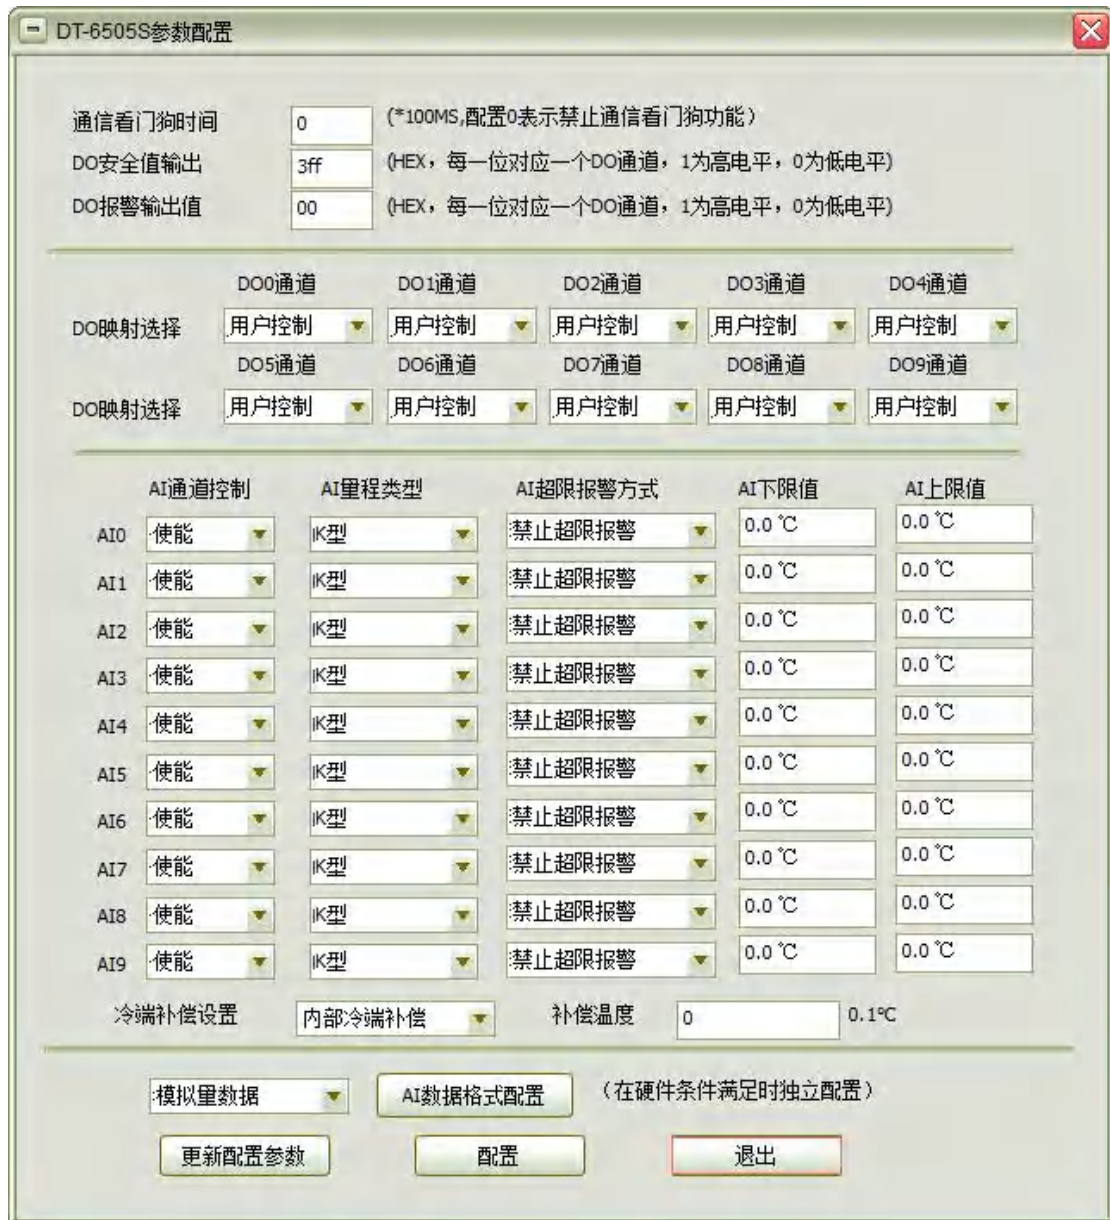 DT-6505S参数配置
通信看门狗时间 0 (*100MS,配置0表示禁止通信看门狗功能)
DO安全值输出 3ff (HEX，每一位对应一个DO通道，1为高电平，0为低电平)
DO报警输出值 00 (HEX，每一位对应一个DO通道，1为高电平，0为低电平)
DO0通道 DO1通道 DO2通道 DO3通道 DO4通道
DO映射选择 用户控制 用户控制 用户控制 用户控制 用户控制
DO5通道 DO6通道 DO7通道 DO8通道 DO9通道
DO映射选择 用户控制 用户控制 用户控制 用户控制 用户控制
AI通道控制 AI量程类型 AI超限报警方式 AI下限值 AI上限值
AI0 使能 K型 禁止超限报警 0.0 ℃ 0.0 ℃
AI1 使能 K型 禁止超限报警 0.0 ℃ 0.0 ℃
AI2 使能 K型 禁止超限报警 0.0 ℃ 0.0 ℃
AI3 使能 K型 禁止超限报警 0.0 ℃ 0.0 ℃
AI4 使能 K型 禁止超限报警 0.0 ℃ 0.0 ℃
AI5 使能 K型 禁止超限报警 0.0 ℃ 0.0 ℃
AI6 使能 K型 禁止超限报警 0.0 ℃ 0.0 ℃
AI7 使能 K型 禁止超限报警 0.0 ℃ 0.0 ℃
AI8 使能 K型 禁止超限报警 0.0 ℃ 0.0 ℃
AI9 使能 K型 禁止超限报警 0.0 ℃ 0.0 ℃
冷端补偿设置 内部冷端补偿 补偿温度 0 0.1℃
模拟量数据 AI数据格式配置 (在硬件条件满足时独立配置)
更新配置参数 配置 退出